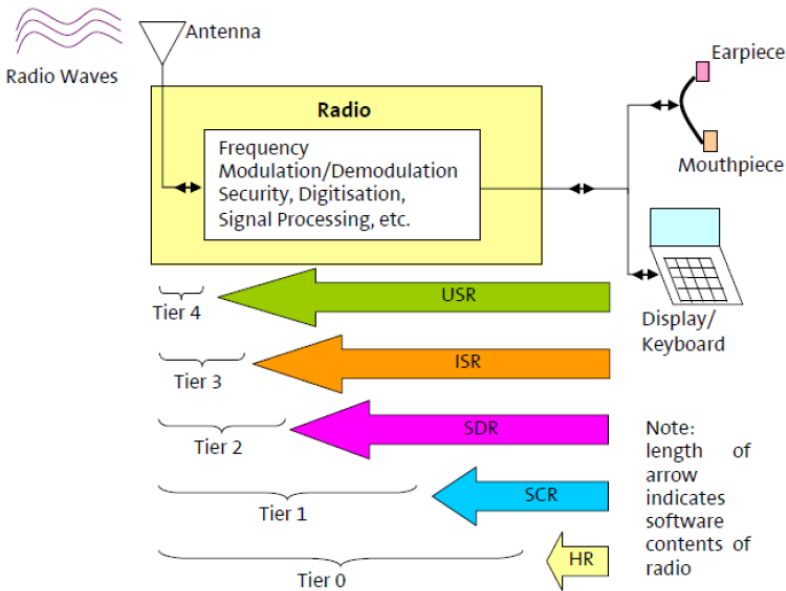 Radio Waves
Antenna
Radio
Frequency
Modulation/Demodulation
Security, Digitisation,
Signal Processing, etc.
Earpiece
Mouthpiece
Display/
Keyboard
Tier 4
USR
Tier 3
ISR
Tier 2
SDR
Tier 1
SCR
Tier 0
HR
Note:
length of
arrow
indicates
software
contents of
radio